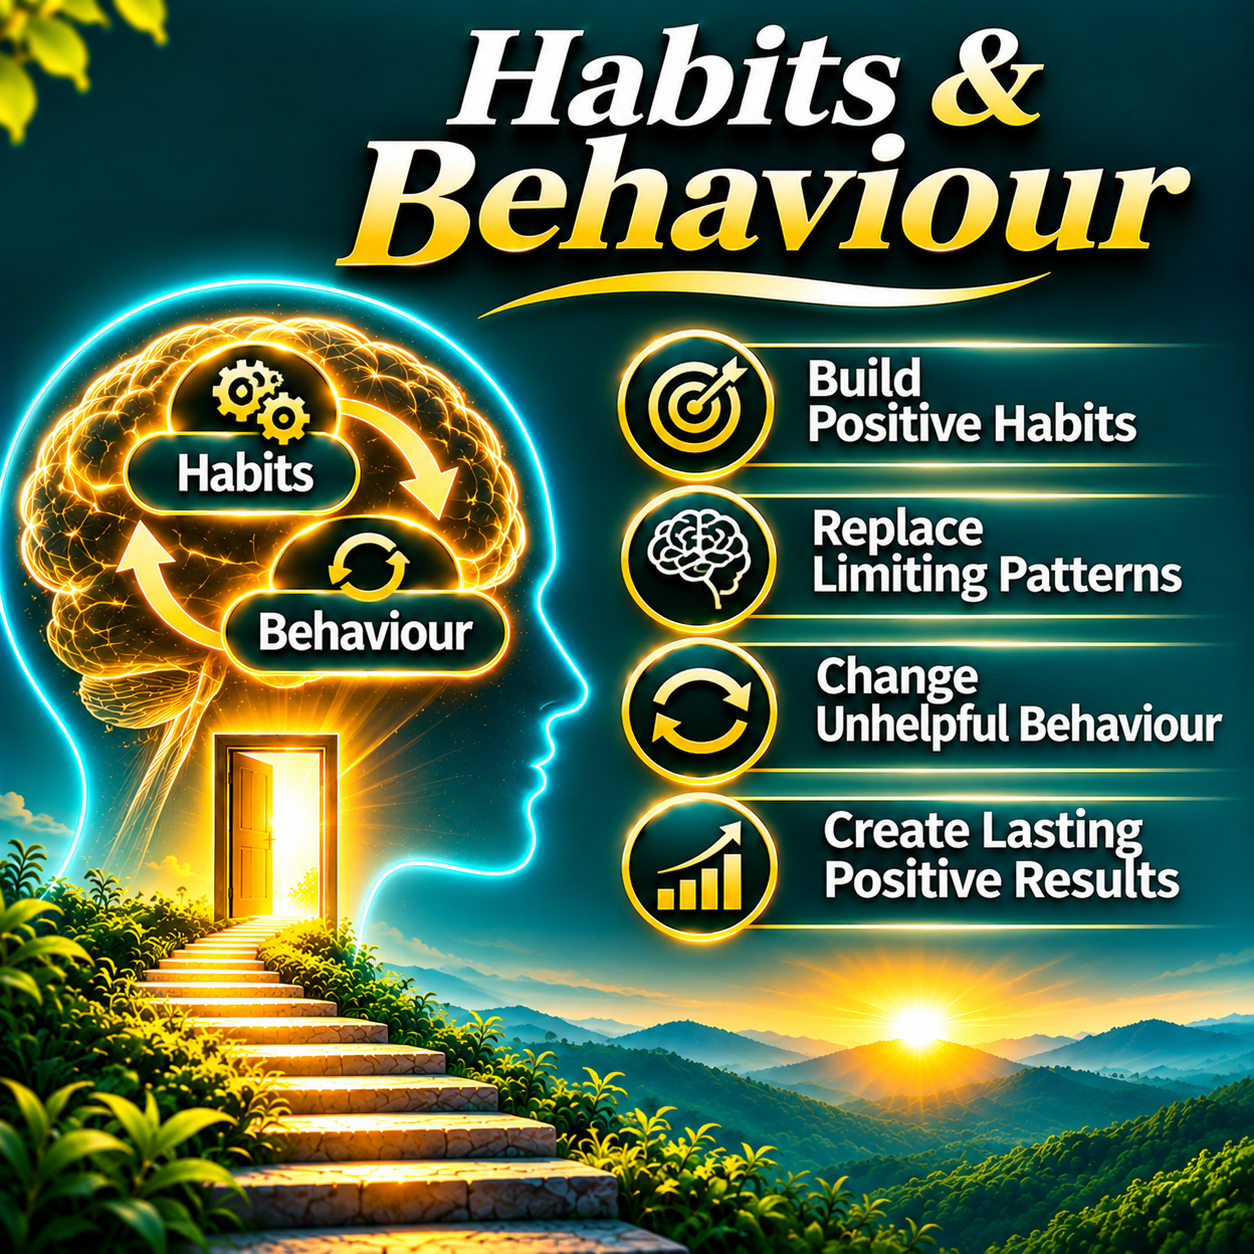 Habits &
Behaviour
Habits
Behaviour
Build
Positive Habits
Replace
Limiting Patterns
Change
Unhelpful Behaviour
Create Lasting
Positive Results